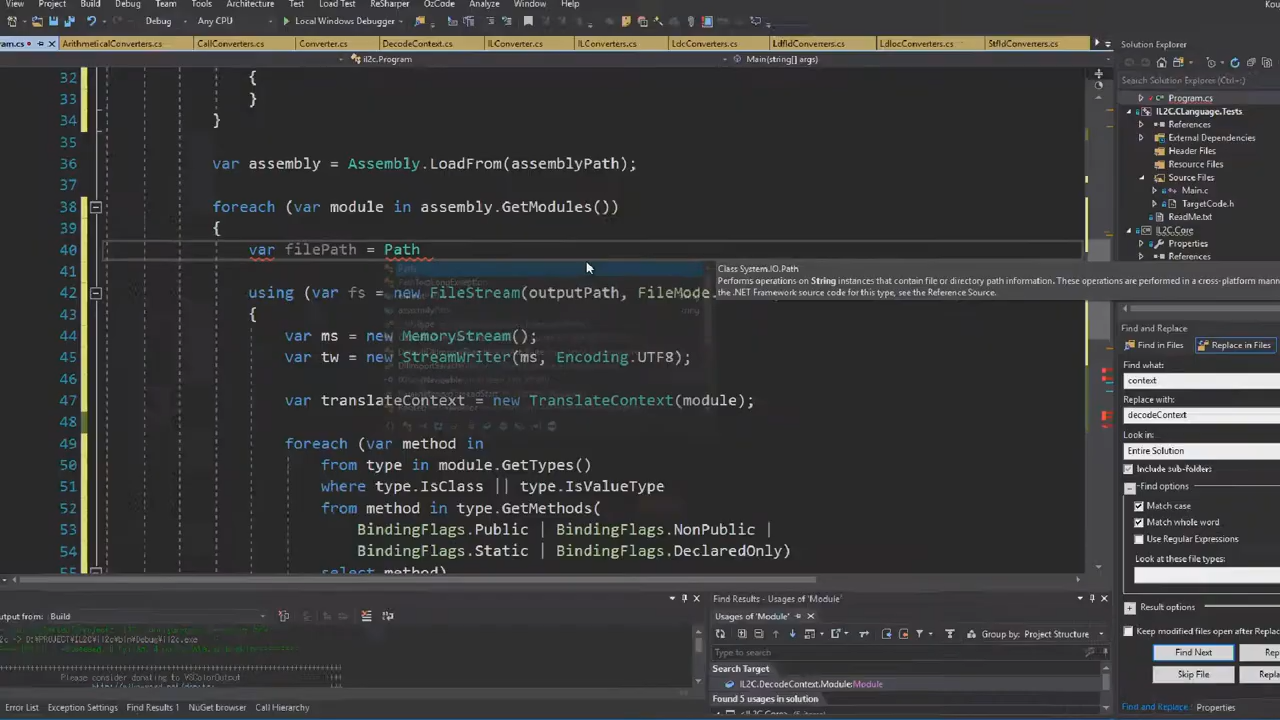 View Project Build Debug Team Tools Architecture Test Load Test ReSharper OzCode Analyze Window Help
Debug Any CPU Local Windows Debugger
ram.cs ArithmeticalConverters.cs CallConverters.cs Converter.cs DecodeContext.cs ILConverter.cs ILConverters.cs LdcConverters.cs LdfldConverters.cs LdlocConverters.cs StfldConverters.cs
il2c.Program Main(string[] args)
32 {
33 }
34 }
35
36 var assembly = Assembly.LoadFrom(assemblyPath);
37
38 foreach (var module in assembly.GetModules())
39 {
40 var filePath = Path
Class System.IO.Path
Performs operations on String instances that contain file or directory path information. These operations are performed in a cross-platform manne
the .NET Framework source code for this type, see the Reference Source.
42 using (var fs = new FileStream(outputPath, FileMode.
43 {
44 var ms = new MemoryStream();
45 var tw = new StreamWriter(ms, Encoding.UTF8);
46
47 var translateContext = new TranslateContext(module);
48
49 foreach (var method in
50 from type in module.GetTypes()
51 where type.IsClass || type.IsValueType
52 from method in type.GetMethods(
53 BindingFlags.Public | BindingFlags.NonPublic |
54 BindingFlags.Static | BindingFlags.DeclaredOnly)
55 select method)
Solution Explorer
Search Solution Explorer (Ctrl+;)
Program.cs
IL2C.CLanguage.Tests
References
External Dependencies
Header Files
Resource Files
Source Files
Main.c
TargetCode.h
ReadMe.txt
IL2C.Core
Properties
References
Find and Replace
Find in Files Replace in Files
Find what:
context
Replace with:
decodeContext
Look in:
Entire Solution
Include sub-folders
Find options
Match case
Match whole word
Use Regular Expressions
Look at these file types:
Result options
Keep modified files open after Replac
Find Next Rep
Skip File Repla
Find and Replace Properties
utput from: Build
Please consider donating to VSColorOutput
Find Results - Usages of 'Module'
Usages of 'Module'
Group by: Project Structure
Type to search
Search Target
IL2C.DecodeContext.Module:Module
Found 5 usages in solution
Error List Exception Settings Find Results 1 NuGet browser Call Hierarchy